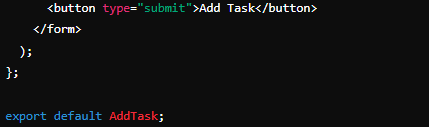 <button type="submit">Add Task</button>
</form>
);
};
export default AddTask;